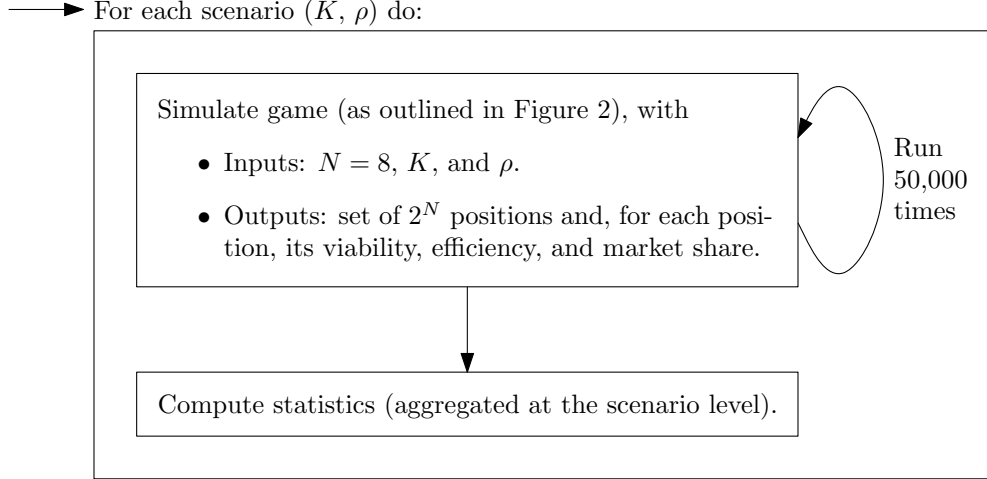 For each scenario (K, ρ) do:
Simulate game (as outlined in Figure 2), with
• Inputs: N = 8, K, and ρ.
• Outputs: set of 2^N positions and, for each posi-
tion, its viability, efficiency, and market share.
Run
50,000
times
Compute statistics (aggregated at the scenario level).